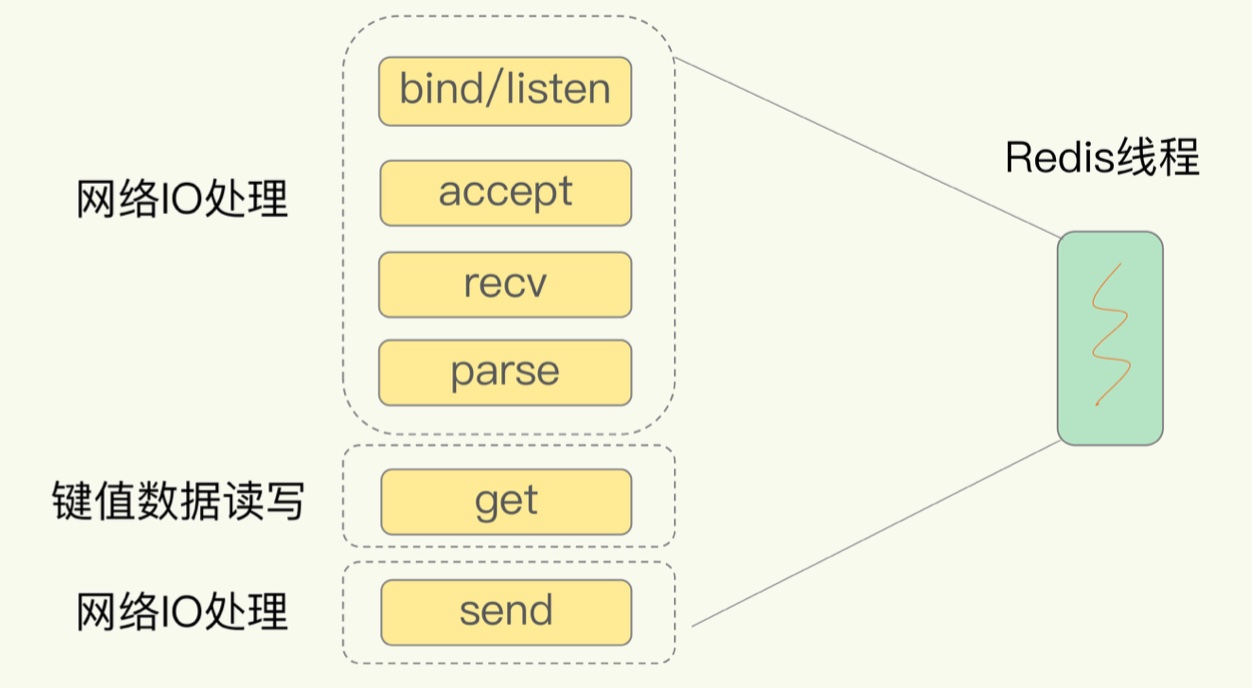 bind/listen
Redis线程
网络IO处理
accept
recv
parse
键值数据读写
get
网络IO处理
send